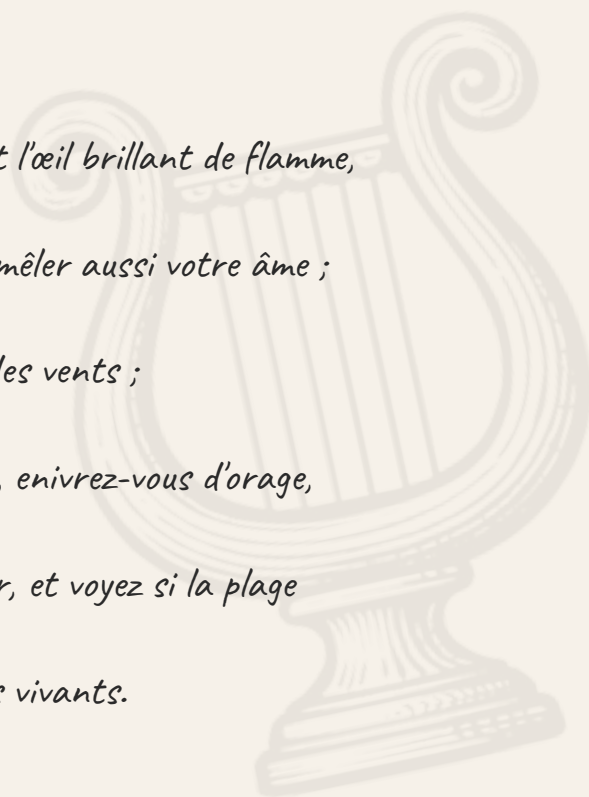 t l'œil brillant de flamme,
mêler aussi votre âme ;
les vents ;
, enivrez-vous d'orage,
r, et voyez si la plage
s vivants.